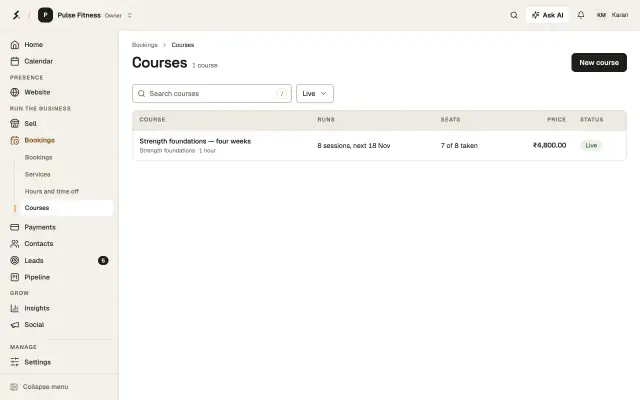 S. / P Pulse Fitness Owner
Ask AI KM Karan
Home
Calendar
PRESENCE
Website
RUN THE BUSINESS
Sell
Bookings
Bookings
Services
Hours and time off
Courses
Payments
Contacts
Leads 5
Pipeline
GROW
Insights
Social
MANAGE
Settings
Collapse menu
Bookings > Courses
Courses 1 course
New course
Search courses /
Live
COURSE RUNS SEATS PRICE STATUS
Strength foundations — four weeks 8 sessions, next 18 Nov 7 of 8 taken ₹4,800.00 Live
Strength foundations · 1 hour